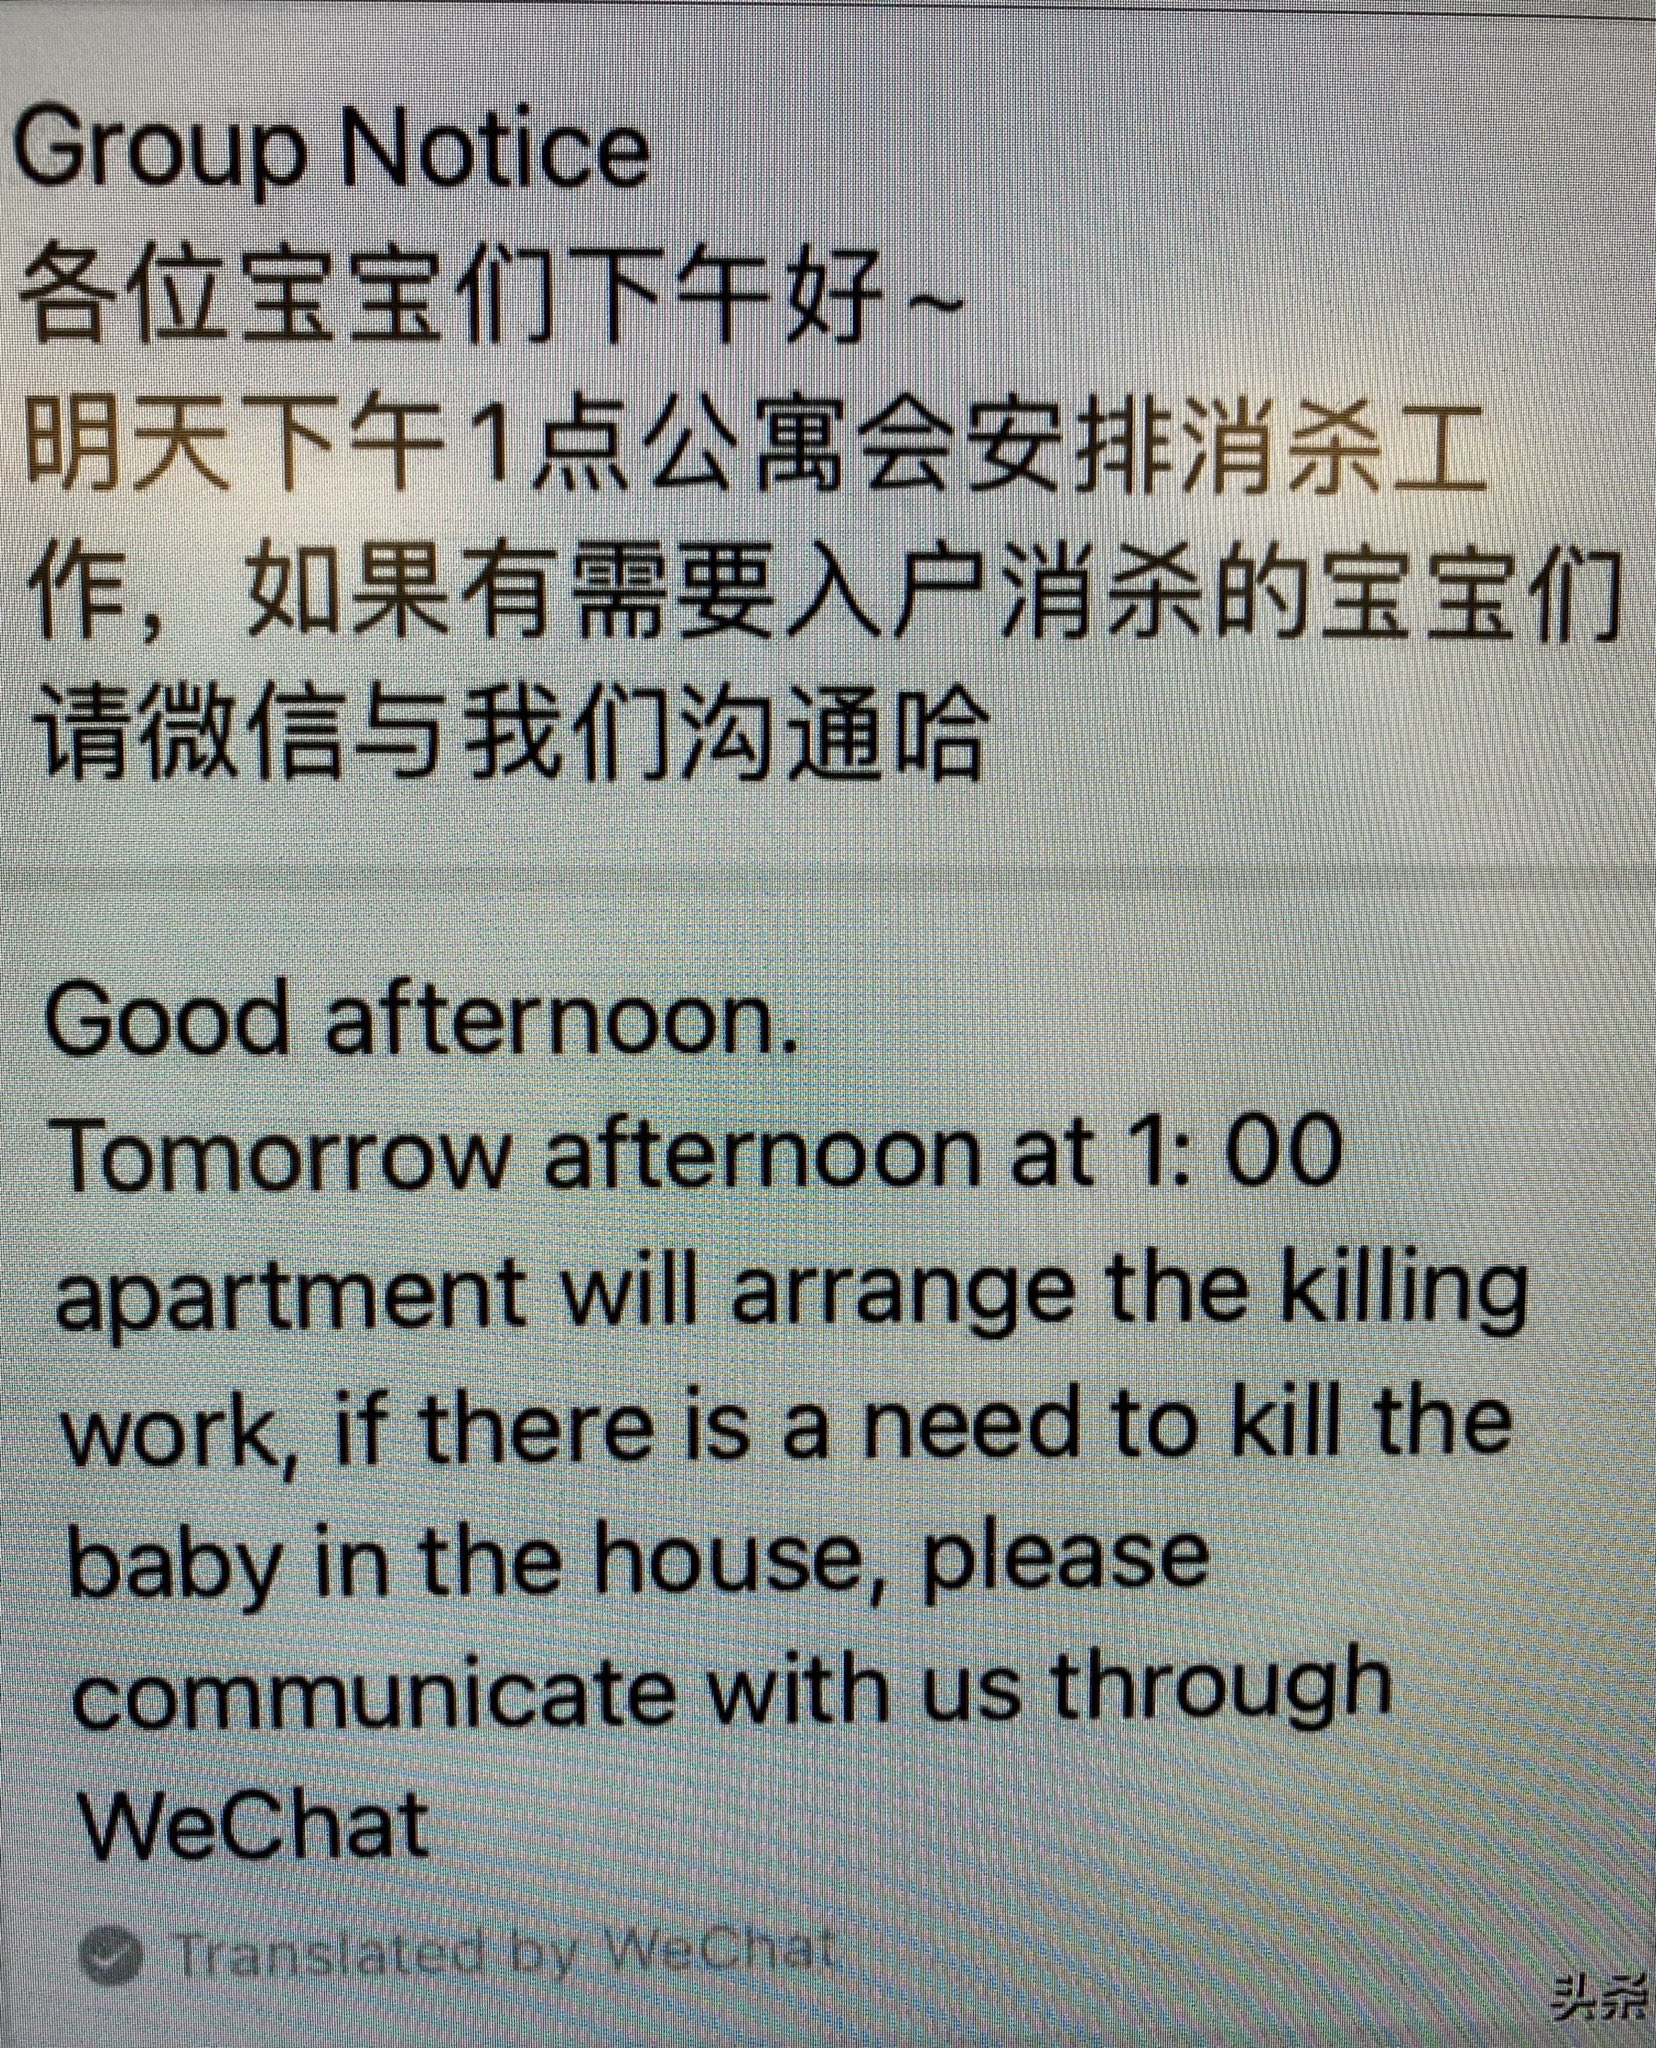 Group Notice
各位宝宝们下午好~
明天下午1点公寓会安排消杀工
作，如果有需要入户消杀的宝宝们
请微信与我们沟通哈
Good afternoon.
Tomorrow afternoon at 1: 00
apartment will arrange the killing
work, if there is a need to kill the
baby in the house, please
communicate with us through
WeChat
Translated by WeChat